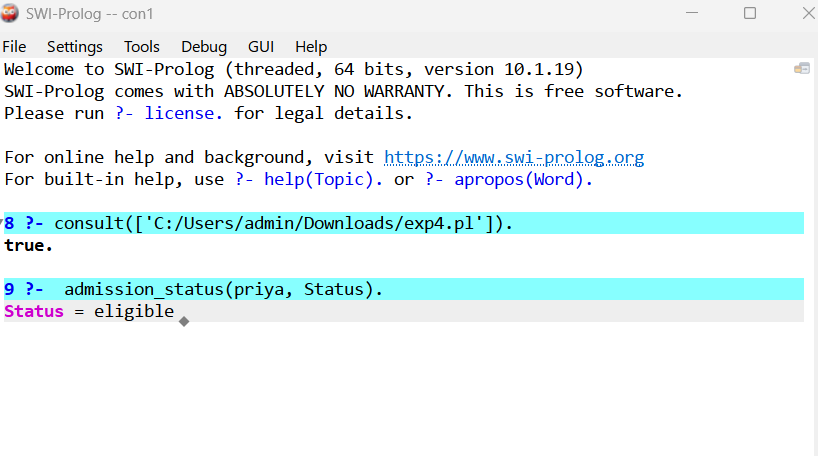 SWI-Prolog -- con1
File Settings Tools Debug GUI Help
Welcome to SWI-Prolog (threaded, 64 bits, version 10.1.19)
SWI-Prolog comes with ABSOLUTELY NO WARRANTY. This is free software.
Please run ?- license. for legal details.
For online help and background, visit https://www.swi-prolog.org
For built-in help, use ?- help(Topic). or ?- apropos(Word).
8 ?- consult(['C:/Users/admin/Downloads/exp4.pl']).
true.
9 ?-  admission_status(priya, Status).
Status = eligible